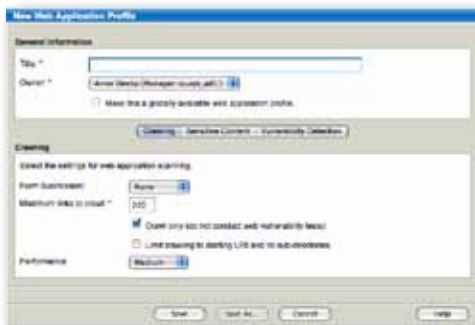 New Web Application Profile
General Information
Title *
Owner *
Make this a globally available web application profile.
Crawling Sensitive Content Vulnerability Detection
Crawling
Select the settings for web application scanning.
Form Submission
None
Maximum links to crawl *
300
Crawl only (do not conduct web vulnerability tests)
Limit crawling to starting URI and its sub-directories.
Performance
Medium
Save Save As... Cancel Help